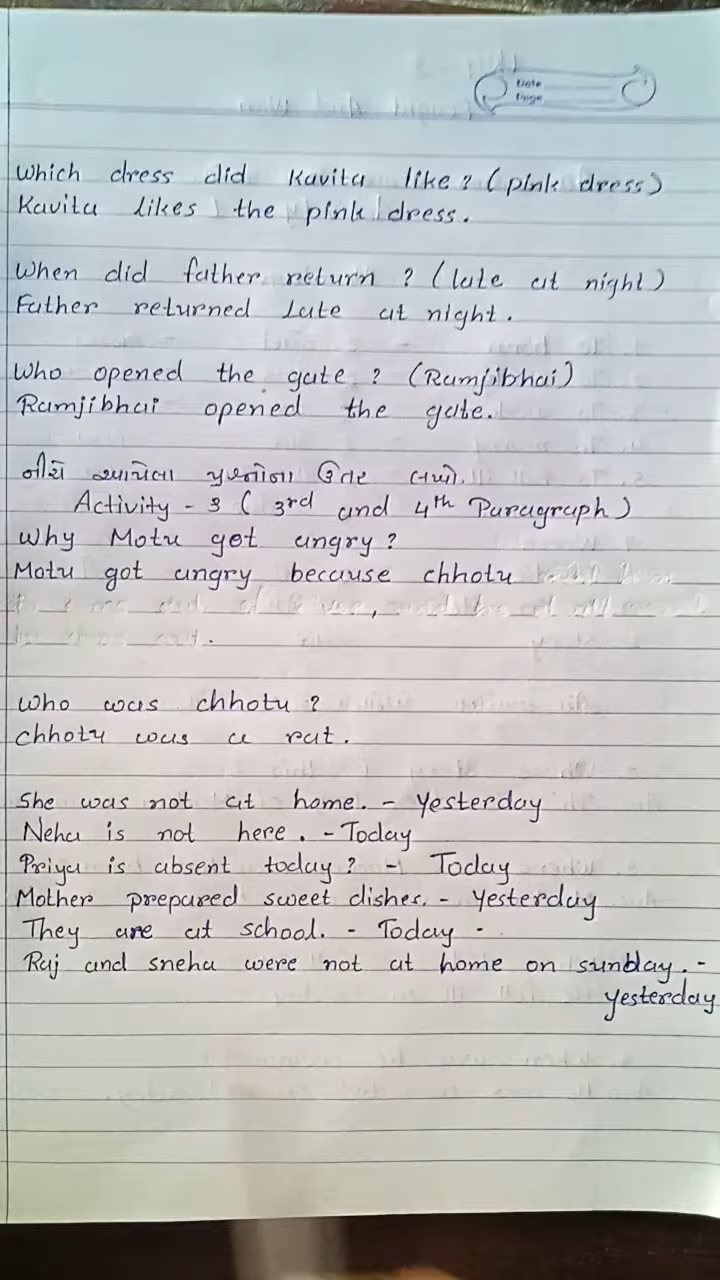 Date
Page
Which dress did Kavita like? (pink dress)
Kavita likes the pink dress.
When did father return ? (late at night)
Father returned late at night.
Who opened the gate ? (Ramjibhai)
Ramjibhai opened the gate.
નીચે આપેલા પ્રશ્નોના ઉત્તર લખો.
Activity - 3 ( 3rd and 4th Paragraph)
Why Motu got angry?
Motu got angry because chhotu
,
.
Who was chhotu ?
Chhotu was a rat.
She was not at home. - Yesterday
Neha is not here. - Today
Priya is absent today? - Today
Mother prepared sweet dishes. - Yesterday
They are at school. - Today -
Raj and sneha were not at home on sunday. -
yesterday